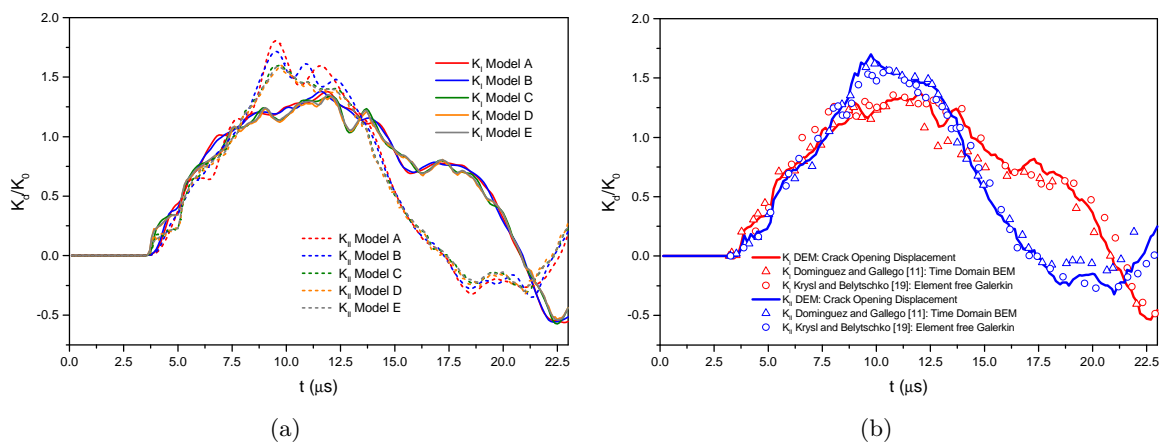 2.0
1.5
1.0
0.5
0.0
-0.5
K_d/K_0
K_I Model A
K_I Model B
K_I Model C
K_I Model D
K_I Model E
K_II Model A
K_II Model B
K_II Model C
K_II Model D
K_II Model E
0.0 2.5 5.0 7.5 10.0 12.5 15.0 17.5 20.0 22.5
t (μs)
(a)
2.0
1.5
1.0
0.5
0.0
-0.5
K_d/K_0
K_I DEM: Crack Opening Displacement
K_I Dominguez and Gallego [11]: Time Domain BEM
K_I Krysl and Belytschko [19]: Element free Galerkin
K_II DEM: Crack Opening Displacement
K_II Dominguez and Gallego [11]: Time Domain BEM
K_II Krysl and Belytschko [19]: Element free Galerkin
0.0 2.5 5.0 7.5 10.0 12.5 15.0 17.5 20.0 22.5
t (μs)
(b)